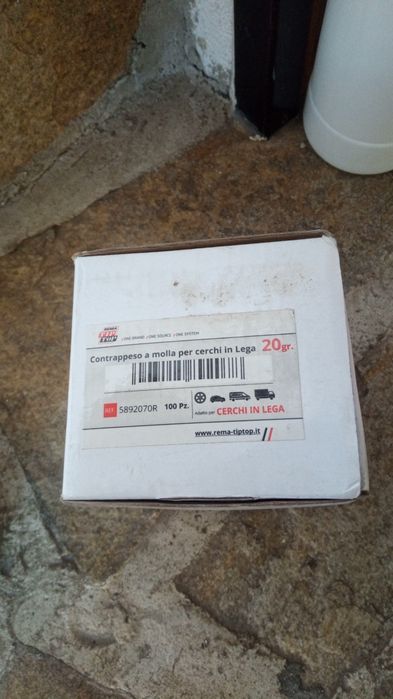 REMA
TIP TOP
ONE BRAND ONE SOURCE ONE SYSTEM
Contrappeso a molla per cerchi in Lega 20gr.
REF 5892070R 100 Pz. Adatto per CERCHI IN LEGA
www.rema-tiptop.it